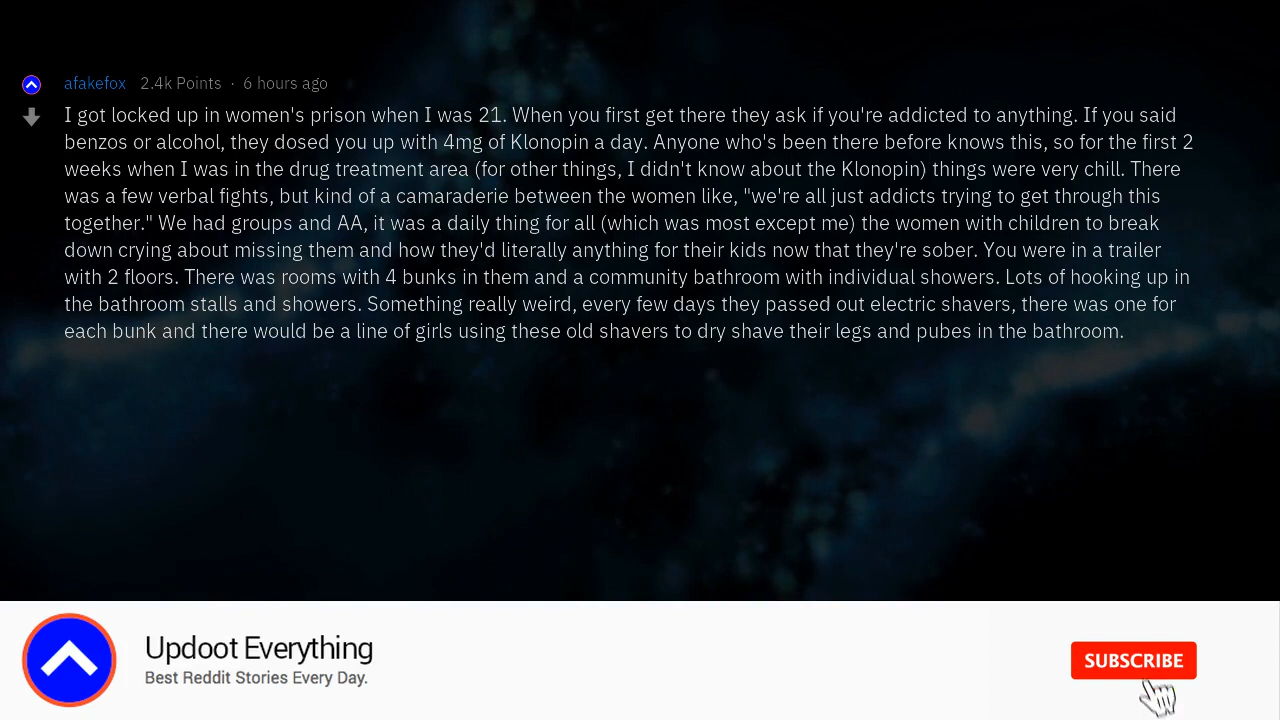 afakefox 2.4k Points · 6 hours ago
I got locked up in women's prison when I was 21. When you first get there they ask if you're addicted to anything. If you said
benzos or alcohol, they dosed you up with 4mg of Klonopin a day. Anyone who's been there before knows this, so for the first 2
weeks when I was in the drug treatment area (for other things, I didn't know about the Klonopin) things were very chill. There
was a few verbal fights, but kind of a camaraderie between the women like, "we're all just addicts trying to get through this
together." We had groups and AA, it was a daily thing for all (which was most except me) the women with children to break
down crying about missing them and how they'd literally anything for their kids now that they're sober. You were in a trailer
with 2 floors. There was rooms with 4 bunks in them and a community bathroom with individual showers. Lots of hooking up in
the bathroom stalls and showers. Something really weird, every few days they passed out electric shavers, there was one for
each bunk and there would be a line of girls using these old shavers to dry shave their legs and pubes in the bathroom.
Updoot Everything
Best Reddit Stories Every Day.
SUBSCRIBE